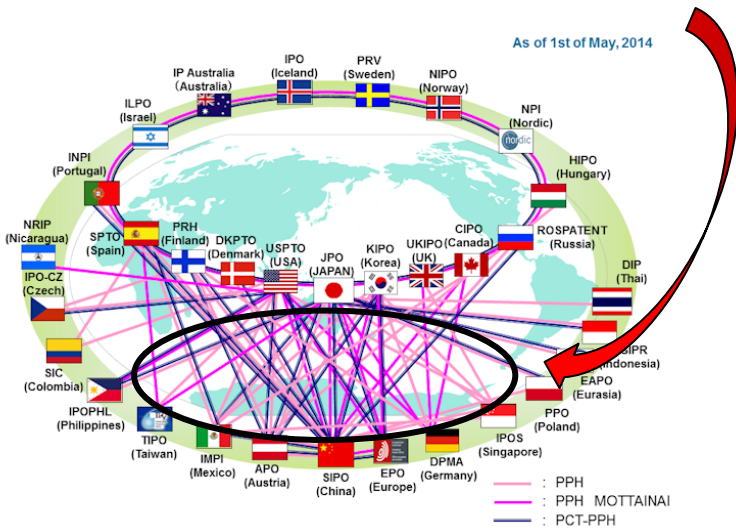 As of 1st of May, 2014
IPO
(Iceland)
PRV
(Sweden)
IP Australia
(Australia)
NIPO
(Norway)
ILPO
(Israel)
NPI
(Nordic)
nordic
INPI
(Portugal)
HIPO
(Hungary)
NRIP
(Nicaragua)
SPTO
(Spain)
PRH
(Finland)
DKPTO
(Denmark)
USPTO
(USA)
JPO
(JAPAN)
KIPO
(Korea)
UKIPO
(UK)
CIPO
(Canada)
ROSPATENT
(Russia)
IPO-CZ
(Czech)
DIP
(Thai)
SIC
(Colombia)
IPOPHL
(Philippines)
TIPO
(Taiwan)
IMPI
(Mexico)
APO
(Austria)
SIPO
(China)
EPO
(Europe)
DPMA
(Germany)
IPOS
(Singapore)
PPO
(Poland)
EAPO
(Eurasia)
: PPH
: PPH MOTTAINAI
: PCT-PPH